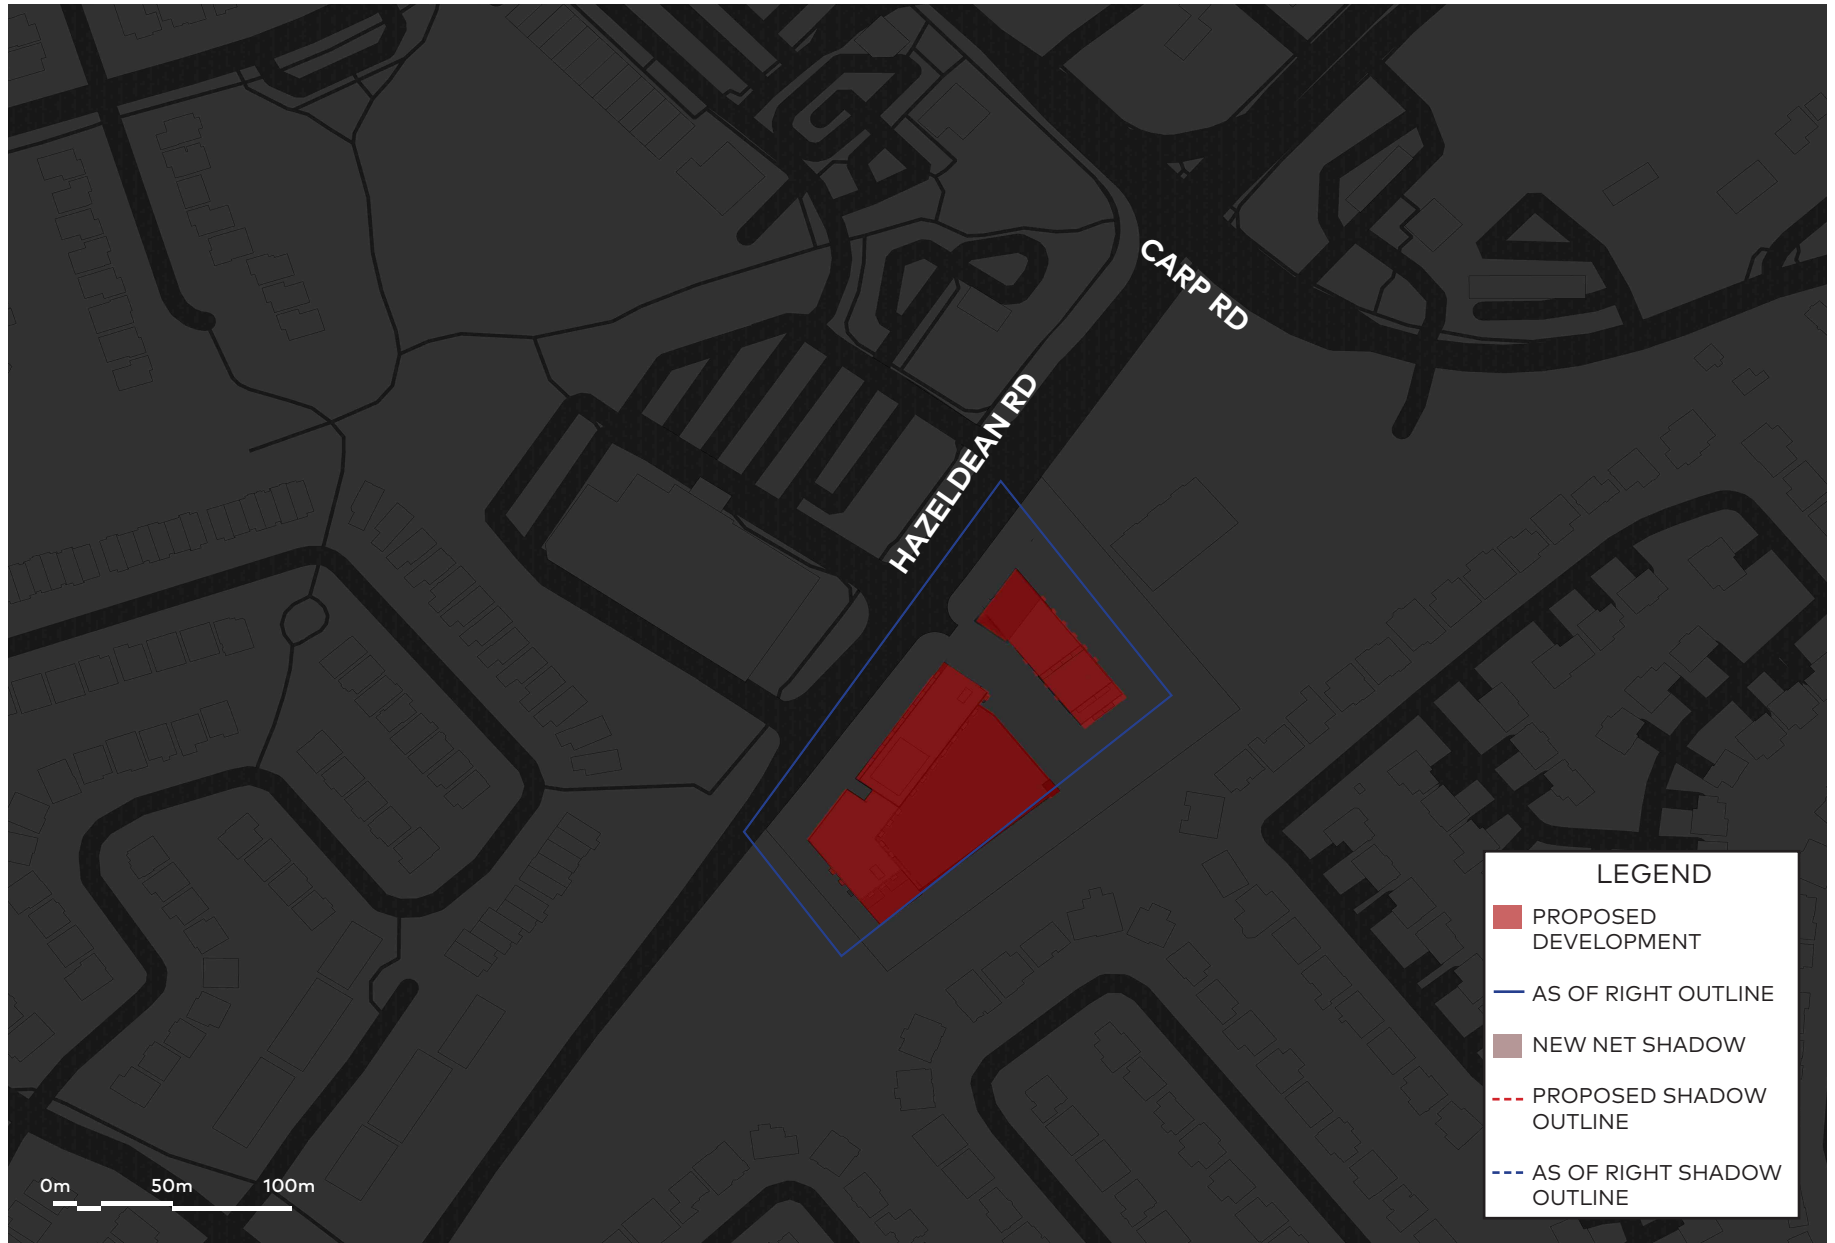 CARP RD
HAZELDEAN RD
LEGEND
PROPOSED
DEVELOPMENT
AS OF RIGHT OUTLINE
NEW NET SHADOW
PROPOSED SHADOW
OUTLINE
AS OF RIGHT SHADOW
OUTLINE
0m 50m 100m